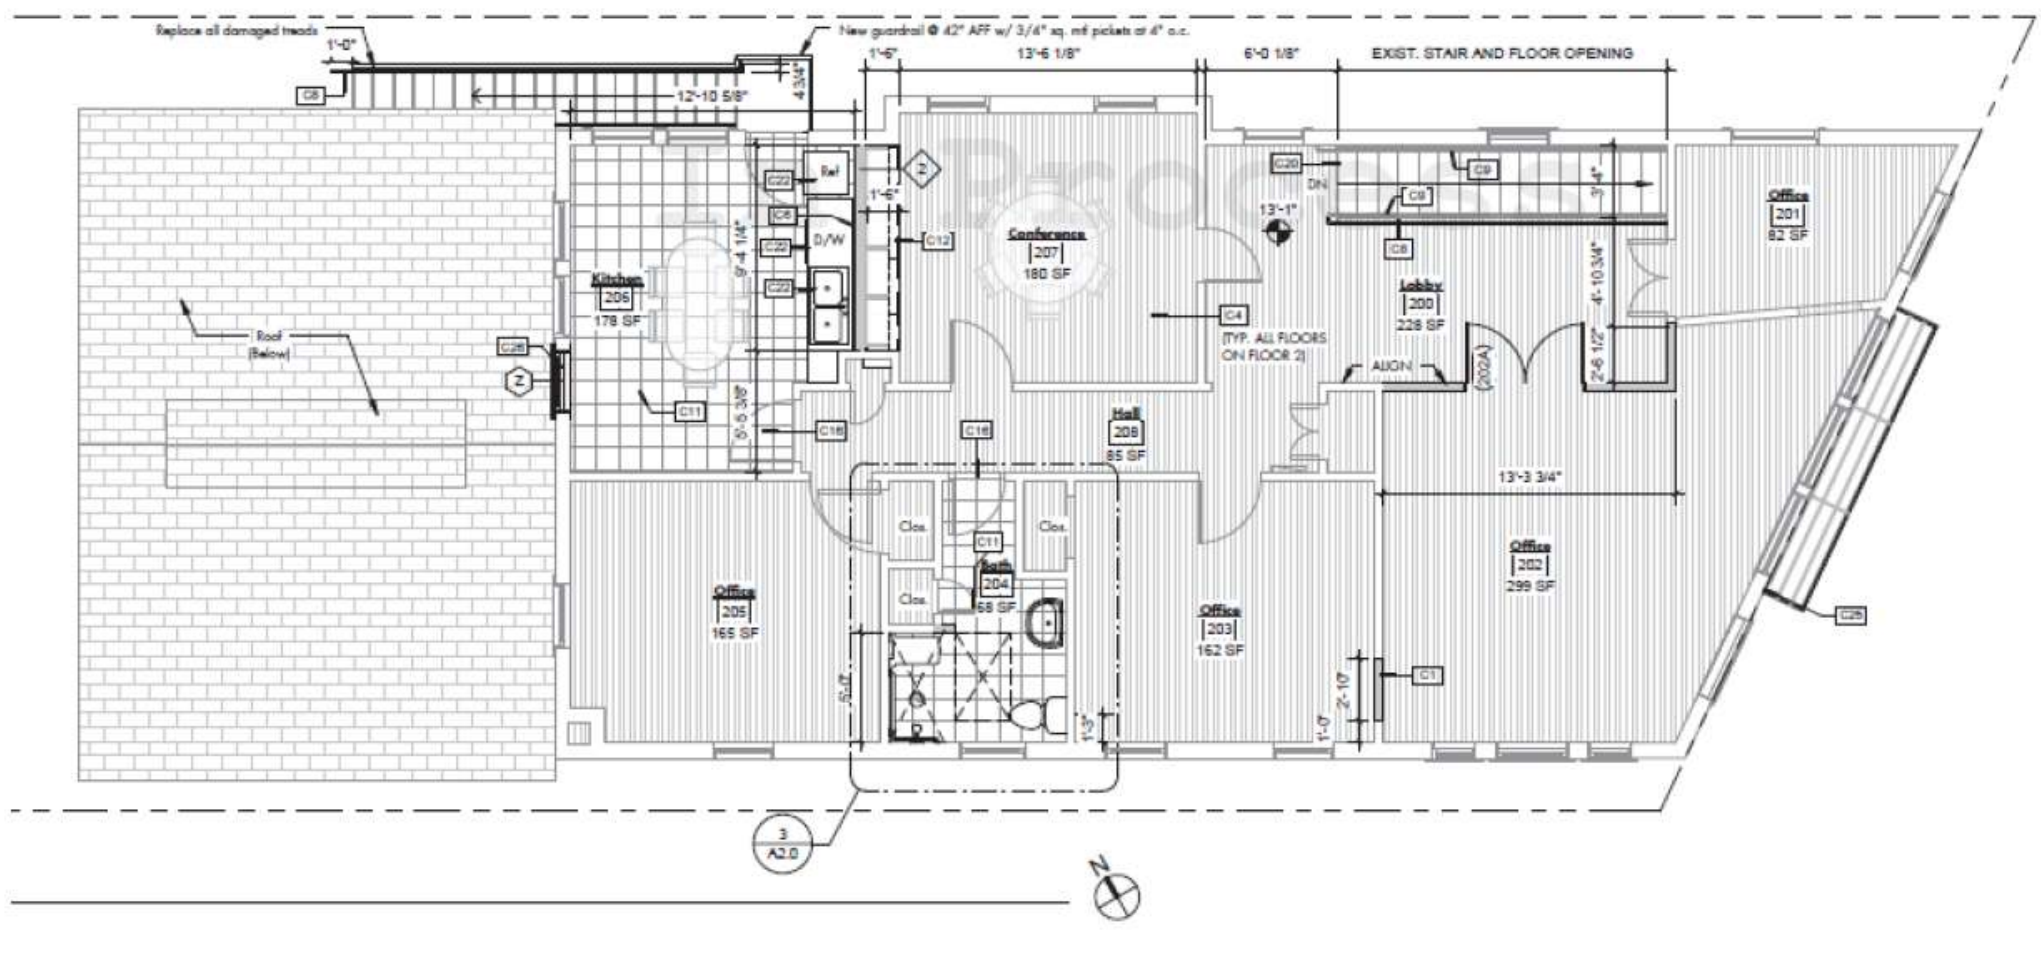 Replace all damaged treads
New guardrail @ 42" AFF w/ 3/4" sq. mtl pickets at 4" o.c.
1'-0"
1'-6"
13'-6 1/8"
6'-0 1/8"
EXIST. STAIR AND FLOOR OPENING
C8
12'-10 5/8"
4 3/4"
Process
Ref
C22
2
1'-6"
C20
DN
C9
C9
3'-4"
Office
201
82 SF
C6
D/W
C22
C12
13'-1"
C8
Conference
207
180 SF
9'-4 1/4"
Kitchen
206
178 SF
C22
Lobby
200
228 SF
4'-10 3/4"
C4
(TYP. ALL FLOORS
ON FLOOR 2)
Roof
(Below)
C26
Z
ALIGN
(202A)
2'-6 1/2"
C11
5'-5 3/8"
C16
C16
Hall
208
85 SF
13'-3 3/4"
Clos.
Clos.
C11
Bath
204
68 SF
Clos.
Office
205
165 SF
Office
203
162 SF
Office
202
299 SF
C25
C1
5'-0"
1'-3"
1'-0"
2'-10"
3
A2.0
N